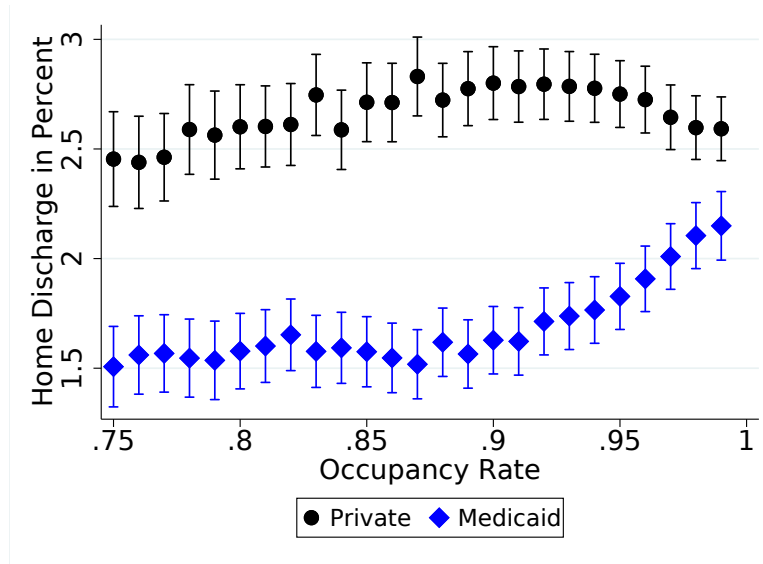 Home Discharge in Percent
3
2.5
2
1.5
.75 .8 .85 .9 .95 1
Occupancy Rate
Private Medicaid